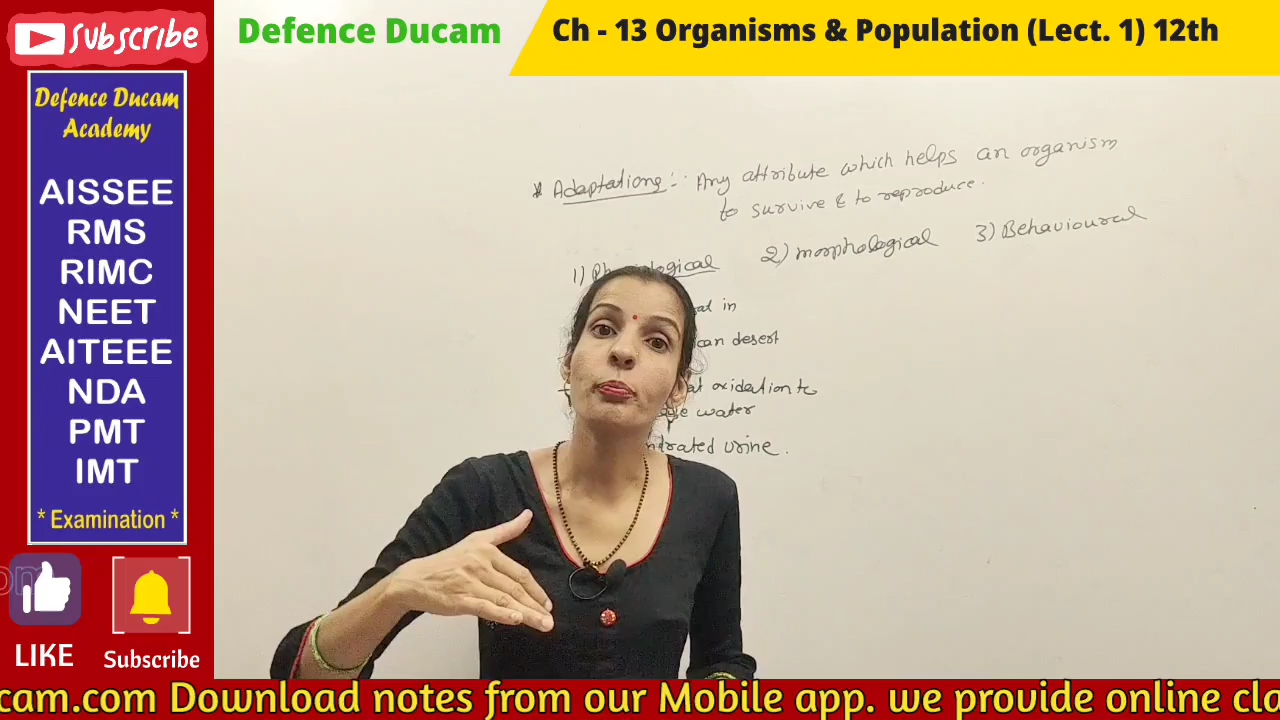 Subscribe
Defence Ducam
Ch - 13 Organisms & Population (Lect. 1) 12th
Defence Ducam
Academy
AISSEE
RMS
RIMC
NEET
AITEEE
NDA
PMT
IMT
* Examination *
LIKE
Subscribe
* Adaptations :- Any attribute which helps an organism
to survive & to reproduce.
1) Physiological 2) morphological 3) Behavioural
in
desert
oxidation to
water
urine.
cam.com Download notes from our Mobile app. we provide online cla